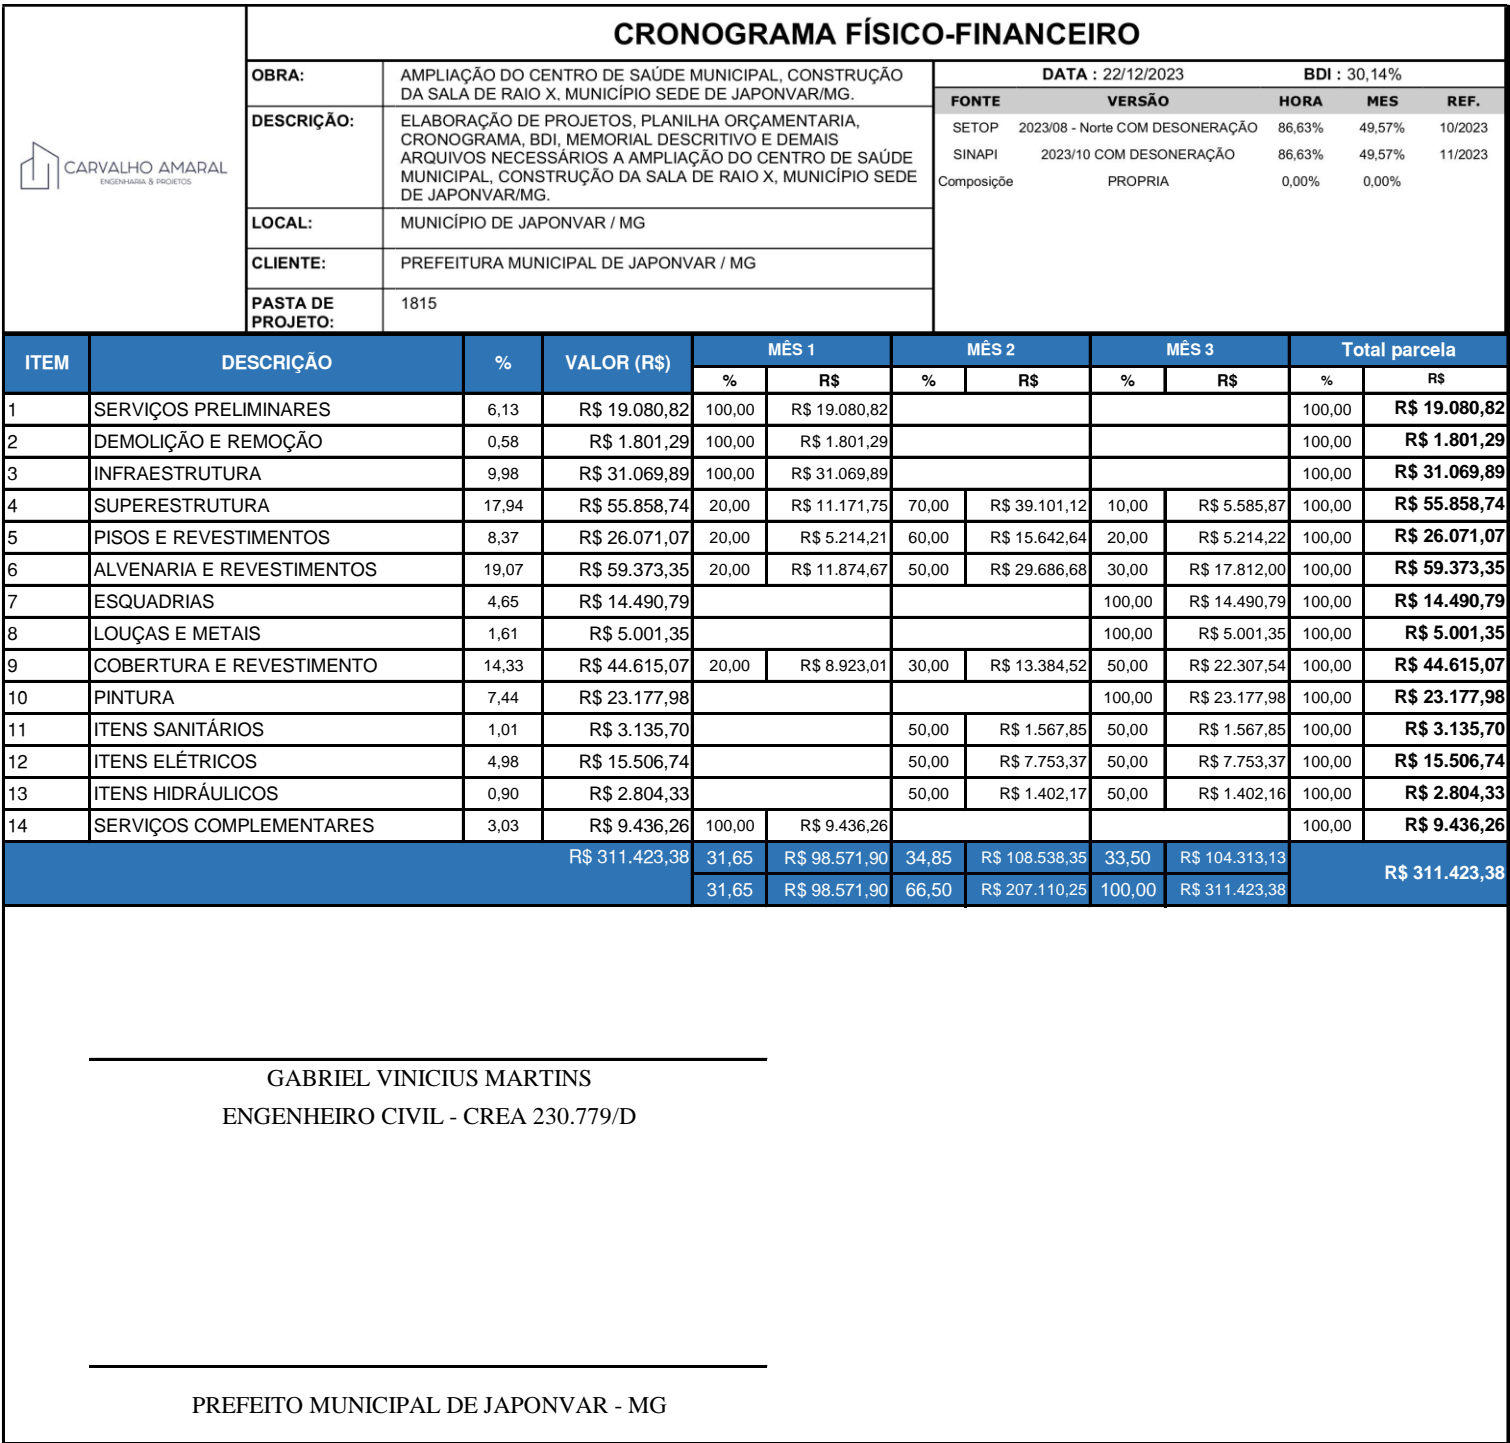 CRONOGRAMA FÍSICO-FINANCEIRO
CARVALHO AMARAL
ENGENHARIA & PROJETOS
OBRA: AMPLIAÇÃO DO CENTRO DE SAÚDE MUNICIPAL, CONSTRUÇÃO
DA SALA DE RAIO X, MUNICÍPIO SEDE DE JAPONVAR/MG.
DESCRIÇÃO: ELABORAÇÃO DE PROJETOS, PLANILHA ORÇAMENTARIA,
CRONOGRAMA, BDI, MEMORIAL DESCRITIVO E DEMAIS
ARQUIVOS NECESSÁRIOS A AMPLIAÇÃO DO CENTRO DE SAÚDE
MUNICIPAL, CONSTRUÇÃO DA SALA DE RAIO X, MUNICÍPIO SEDE
DE JAPONVAR/MG.
LOCAL: MUNICÍPIO DE JAPONVAR / MG
CLIENTE: PREFEITURA MUNICIPAL DE JAPONVAR / MG
PASTA DE PROJETO: 1815
DATA : 22/12/2023 BDI : 30,14%
FONTE VERSÃO HORA MES REF.
SETOP 2023/08 - Norte COM DESONERAÇÃO 86,63% 49,57% 10/2023
SINAPI 2023/10 COM DESONERAÇÃO 86,63% 49,57% 11/2023
Composiçõe PROPRIA 0,00% 0,00%
ITEM DESCRIÇÃO % VALOR (R$) MÊS 1 MÊS 2 MÊS 3 Total parcela
% R$ % R$ % R$ % R$
1 SERVIÇOS PRELIMINARES 6,13 R$ 19.080,82 100,00 R$ 19.080,82 100,00 R$ 19.080,82
2 DEMOLIÇÃO E REMOÇÃO 0,58 R$ 1.801,29 100,00 R$ 1.801,29 100,00 R$ 1.801,29
3 INFRAESTRUTURA 9,98 R$ 31.069,89 100,00 R$ 31.069,89 100,00 R$ 31.069,89
4 SUPERESTRUTURA 17,94 R$ 55.858,74 20,00 R$ 11.171,75 70,00 R$ 39.101,12 10,00 R$ 5.585,87 100,00 R$ 55.858,74
5 PISOS E REVESTIMENTOS 8,37 R$ 26.071,07 20,00 R$ 5.214,21 60,00 R$ 15.642,64 20,00 R$ 5.214,22 100,00 R$ 26.071,07
6 ALVENARIA E REVESTIMENTOS 19,07 R$ 59.373,35 20,00 R$ 11.874,67 50,00 R$ 29.686,68 30,00 R$ 17.812,00 100,00 R$ 59.373,35
7 ESQUADRIAS 4,65 R$ 14.490,79 100,00 R$ 14.490,79 100,00 R$ 14.490,79
8 LOUÇAS E METAIS 1,61 R$ 5.001,35 100,00 R$ 5.001,35 100,00 R$ 5.001,35
9 COBERTURA E REVESTIMENTO 14,33 R$ 44.615,07 20,00 R$ 8.923,01 30,00 R$ 13.384,52 50,00 R$ 22.307,54 100,00 R$ 44.615,07
10 PINTURA 7,44 R$ 23.177,98 100,00 R$ 23.177,98 100,00 R$ 23.177,98
11 ITENS SANITÁRIOS 1,01 R$ 3.135,70 50,00 R$ 1.567,85 50,00 R$ 1.567,85 100,00 R$ 3.135,70
12 ITENS ELÉTRICOS 4,98 R$ 15.506,74 50,00 R$ 7.753,37 50,00 R$ 7.753,37 100,00 R$ 15.506,74
13 ITENS HIDRÁULICOS 0,90 R$ 2.804,33 50,00 R$ 1.402,17 50,00 R$ 1.402,16 100,00 R$ 2.804,33
14 SERVIÇOS COMPLEMENTARES 3,03 R$ 9.436,26 100,00 R$ 9.436,26 100,00 R$ 9.436,26
R$ 311.423,38 31,65 R$ 98.571,90 34,85 R$ 108.538,35 33,50 R$ 104.313,13 R$ 311.423,38
31,65 R$ 98.571,90 66,50 R$ 207.110,25 100,00 R$ 311.423,38
GABRIEL VINICIUS MARTINS
ENGENHEIRO CIVIL - CREA 230.779/D
PREFEITO MUNICIPAL DE JAPONVAR - MG